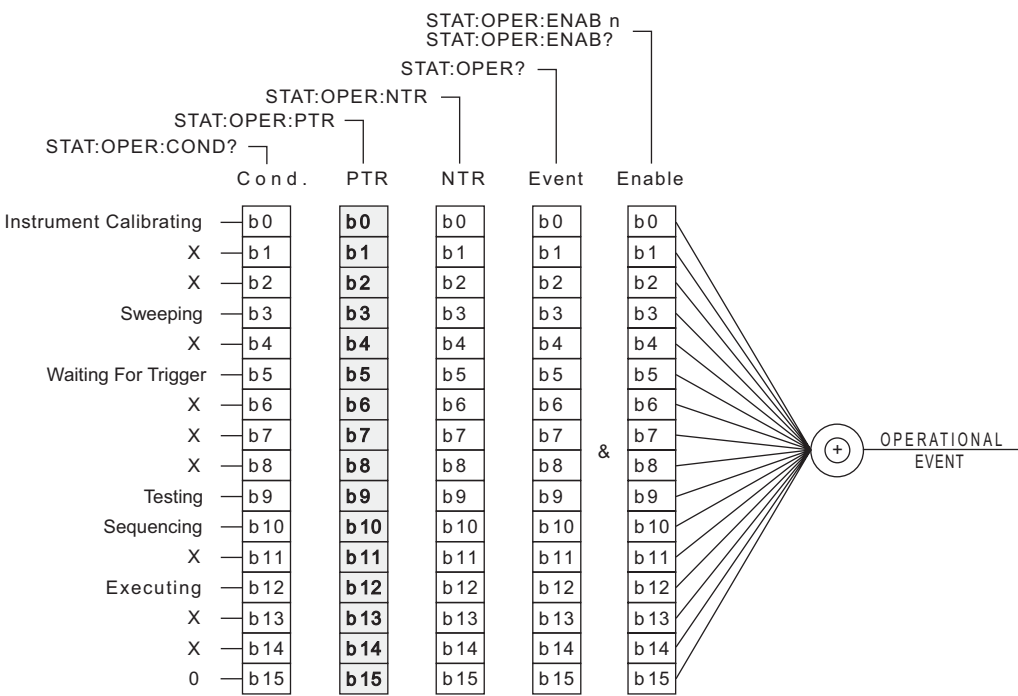 STAT:OPER:ENAB n
STAT:OPER:ENAB?
STAT:OPER?
STAT:OPER:NTR
STAT:OPER:PTR
STAT:OPER:COND?
Cond. PTR NTR Event Enable
Instrument Calibrating b0 b0 b0 b0 b0
X b1 b1 b1 b1 b1
X b2 b2 b2 b2 b2
Sweeping b3 b3 b3 b3 b3
X b4 b4 b4 b4 b4
Waiting For Trigger b5 b5 b5 b5 b5
X b6 b6 b6 b6 b6
X b7 b7 b7 b7 b7
& + OPERATIONAL
EVENT
X b8 b8 b8 b8 b8
Testing b9 b9 b9 b9 b9
Sequencing b10 b10 b10 b10 b10
X b11 b11 b11 b11 b11
Executing b12 b12 b12 b12 b12
X b13 b13 b13 b13 b13
X b14 b14 b14 b14 b14
0 b15 b15 b15 b15 b15